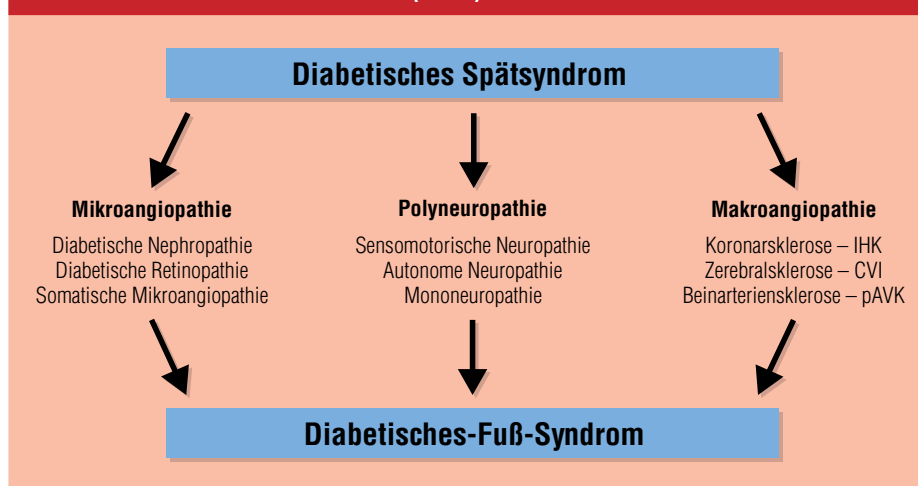 Diabetisches Spätsyndrom
Mikroangiopathie
Diabetische Nephropathie
Diabetische Retinopathie
Somatische Mikroangiopathie
Polyneuropathie
Sensomotorische Neuropathie
Autonome Neuropathie
Mononeuropathie
Makroangiopathie
Koronarsklerose – IHK
Zerebralsklerose – CVI
Beinarteriensklerose – pAVK
Diabetisches-Fuß-Syndrom